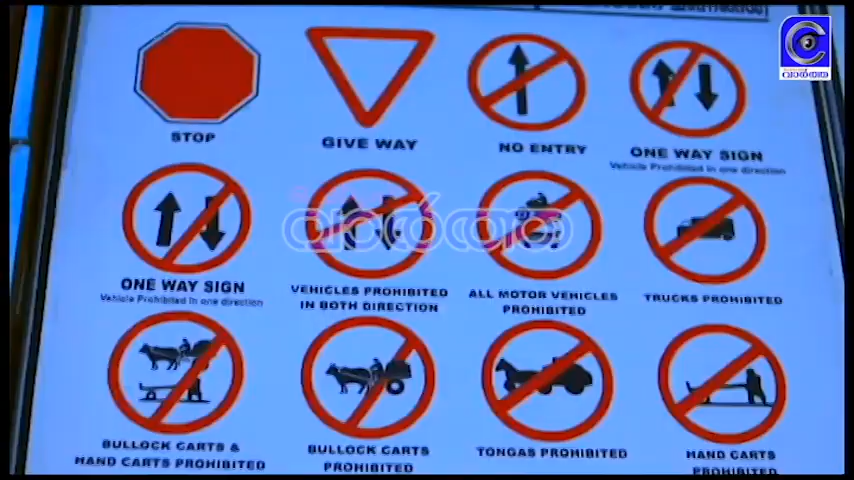 വാർത്ത
STOP
GIVE WAY
NO ENTRY
ONE WAY SIGN
Vehicle Prohibited in one direction
ONE WAY SIGN
Vehicle Prohibited in one direction
VEHICLES PROHIBITED
IN BOTH DIRECTION
ALL MOTOR VEHICLES
PROHIBITED
TRUCKS PROHIBITED
വാർത്ത
BULLOCK CARTS &
HAND CARTS PROHIBITED
BULLOCK CARTS
PROHIBITED
TONGAS PROHIBITED
HAND CARTS
PROHIBITED